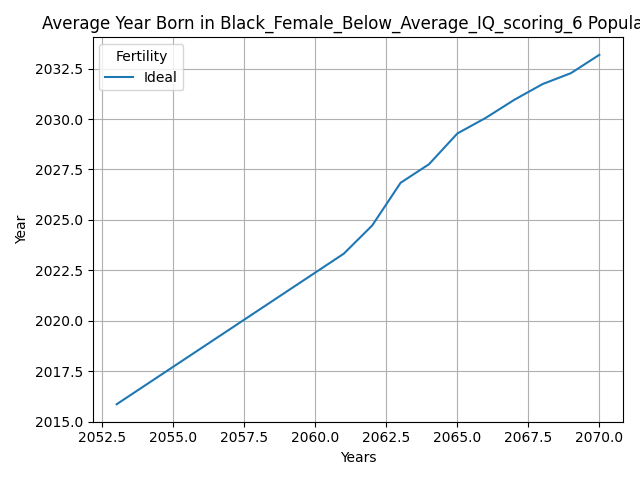 Average Year Born in Black_Female_Below_Average_IQ_scoring_6 Popula
Fertility
Ideal
2032.5
2030.0
2027.5
2025.0
2022.5
2020.0
2017.5
2015.0
Year
2052.5 2055.0 2057.5 2060.0 2062.5 2065.0 2067.5 2070.0
Years